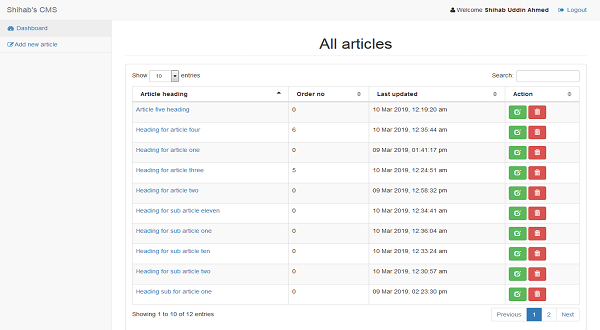 Shihab's CMS
Welcome Shihab Uddin Ahmed Logout
Dashboard
Add new article
All articles
Show 10 entries Search:
Article heading Order no Last updated Action
Article five heading 0 10 Mar 2019, 12:19:20 am
Heading for article four 6 10 Mar 2019, 12:35:44 am
Heading for article one 0 09 Mar 2019, 01:41:17 pm
Heading for article three 5 10 Mar 2019, 12:24:51 am
Heading for article two 0 09 Mar 2019, 12:58:32 pm
Heading for sub article eleven 0 10 Mar 2019, 12:34:41 am
Heading for sub article one 0 10 Mar 2019, 12:36:04 am
Heading for sub article ten 0 10 Mar 2019, 12:33:24 am
Heading for sub article two 0 10 Mar 2019, 12:30:57 am
Heading sub for article one 0 09 Mar 2019, 02:23:30 pm
Showing 1 to 10 of 12 entries Previous 1 2 Next